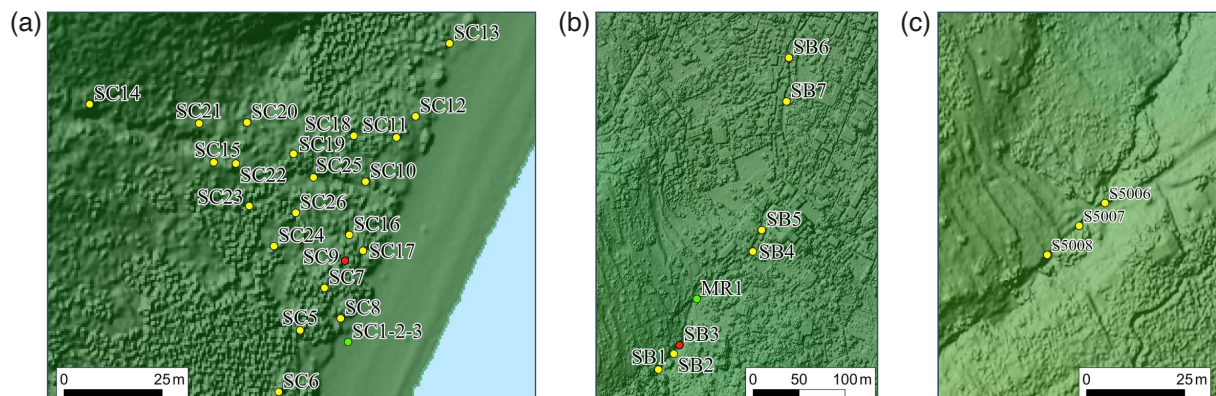 (a)
SC13
SC14
SC12
SC21
SC20
SC18
SC11
SC19
SC15
SC25
SC10
SC22
SC23
SC26
SC16
SC24
SC17
SC9
SC7
SC8
SC5
SC1-2-3
SC6
0 25 m
(b)
SB6
SB7
SB5
SB4
MR1
SB3
SB1
SB2
0 50 100 m
(c)
S5006
S5007
S5008
0 25 m